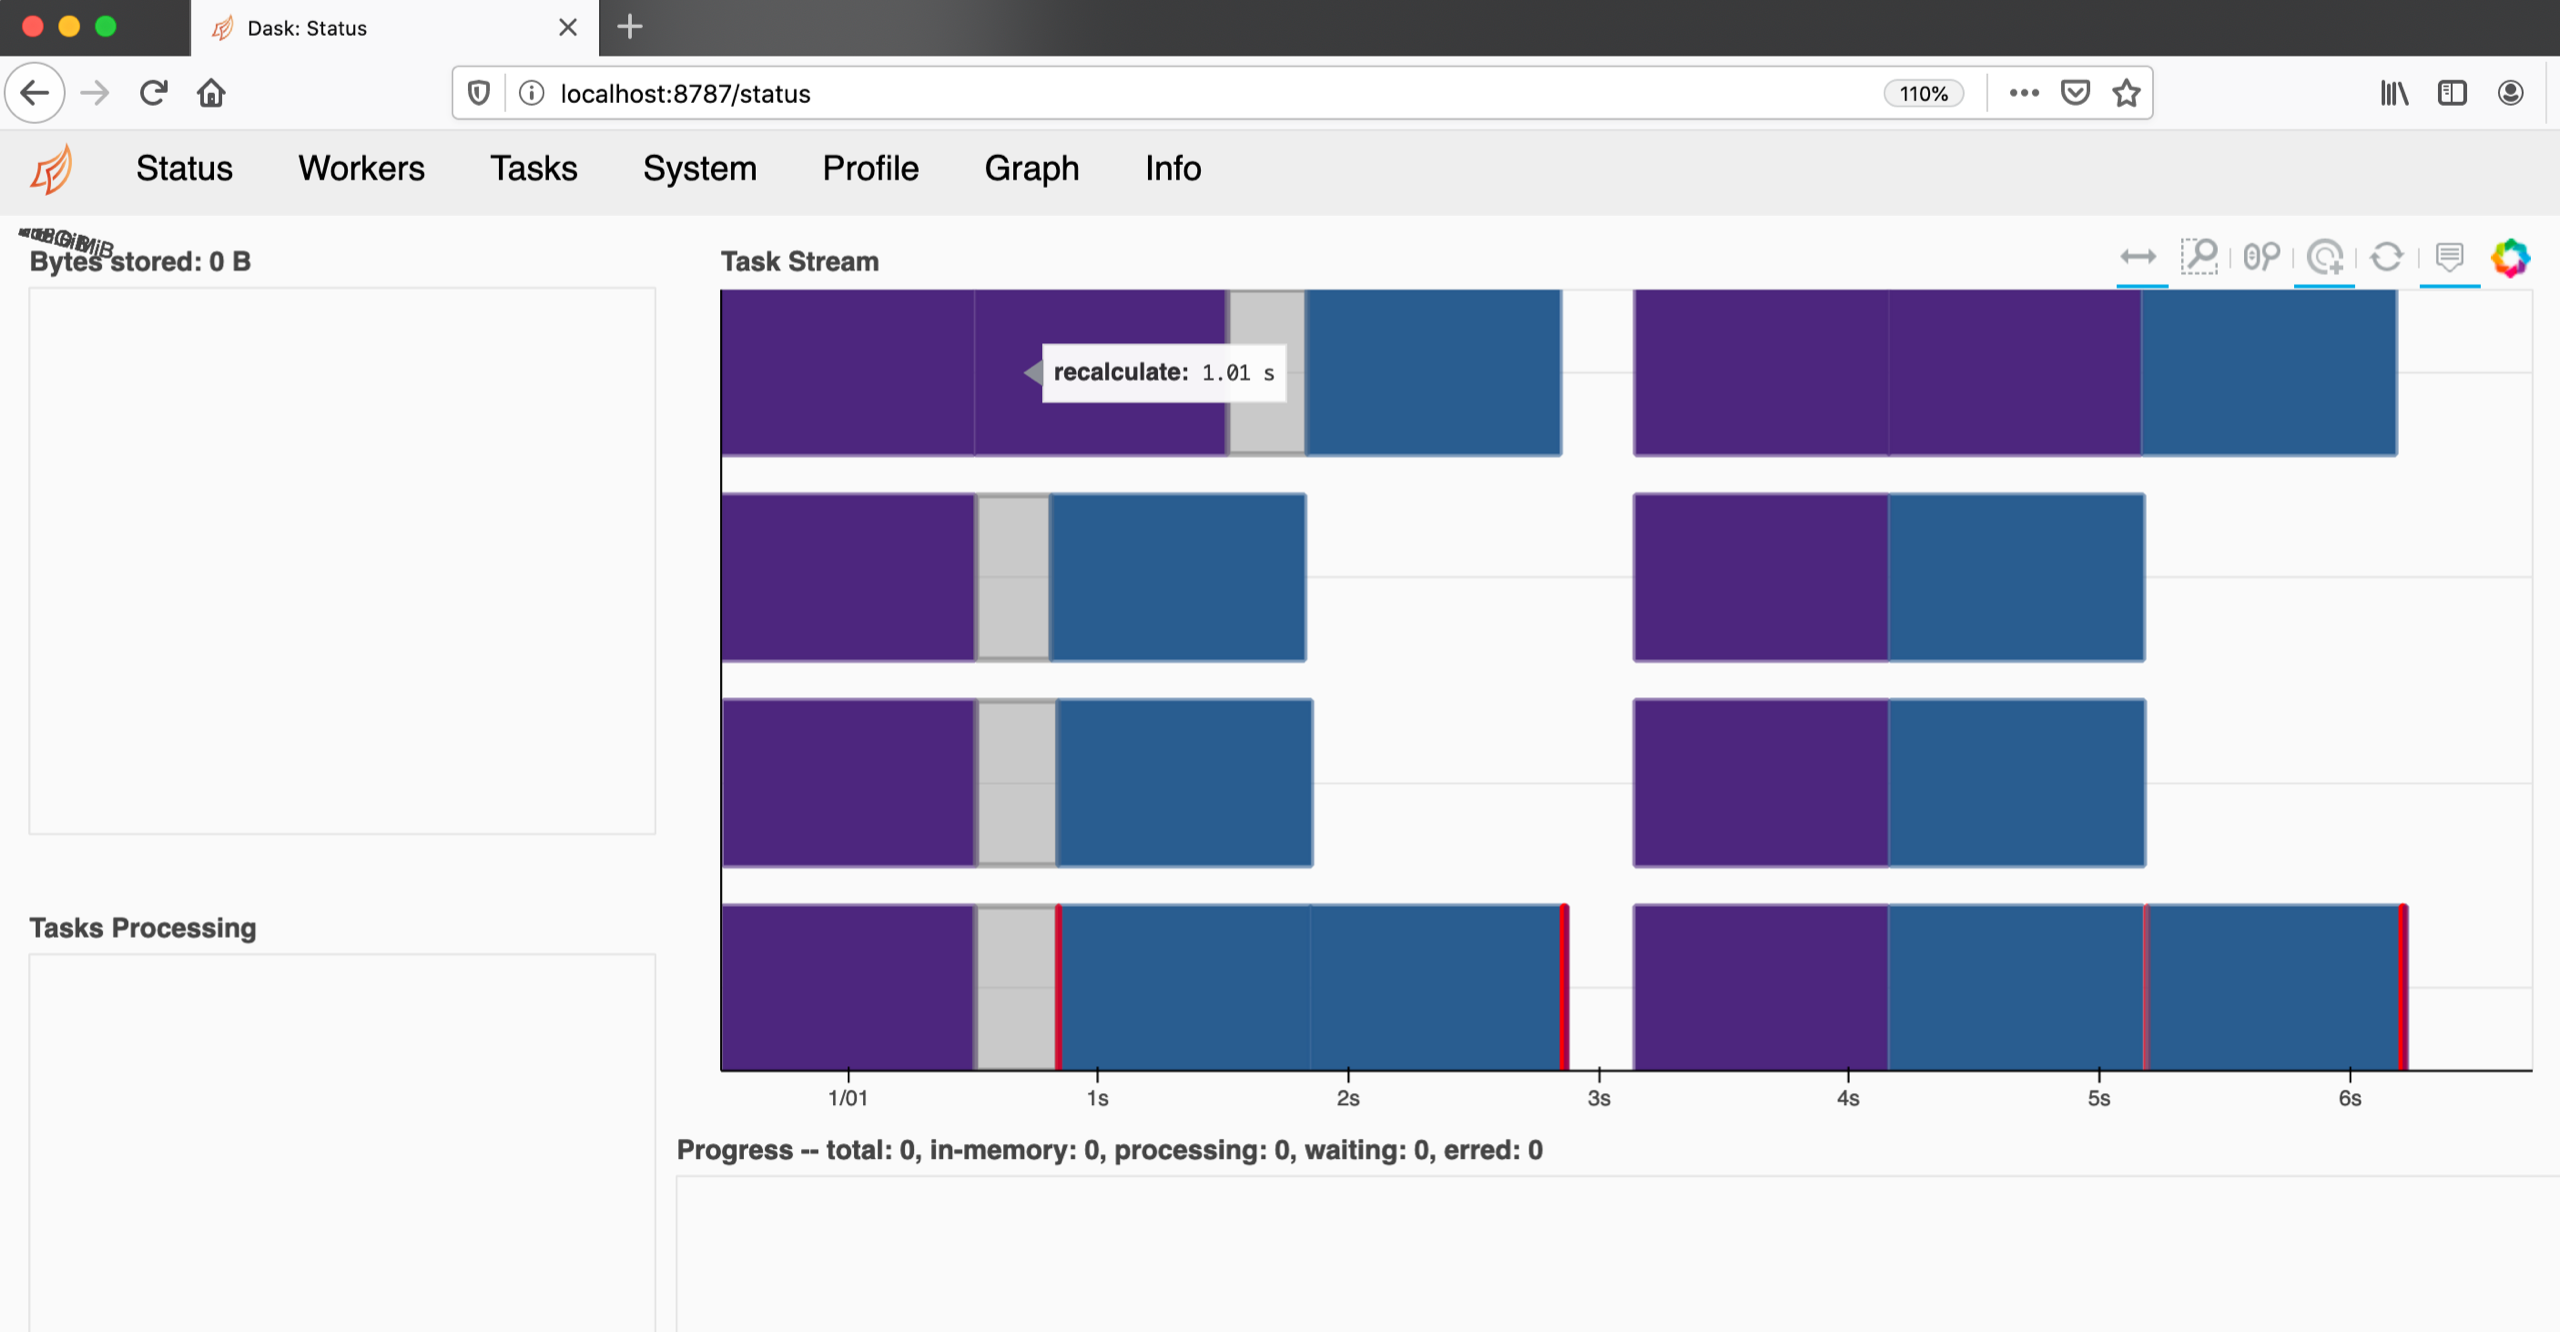 Dask: Status
localhost:8787/status
110%
Status Workers Tasks System Profile Graph Info
Bytes stored: 0 B
Task Stream
recalculate: 1.01 s
Tasks Processing
1/01 1s 2s 3s 4s 5s 6s
Progress -- total: 0, in-memory: 0, processing: 0, waiting: 0, erred: 0